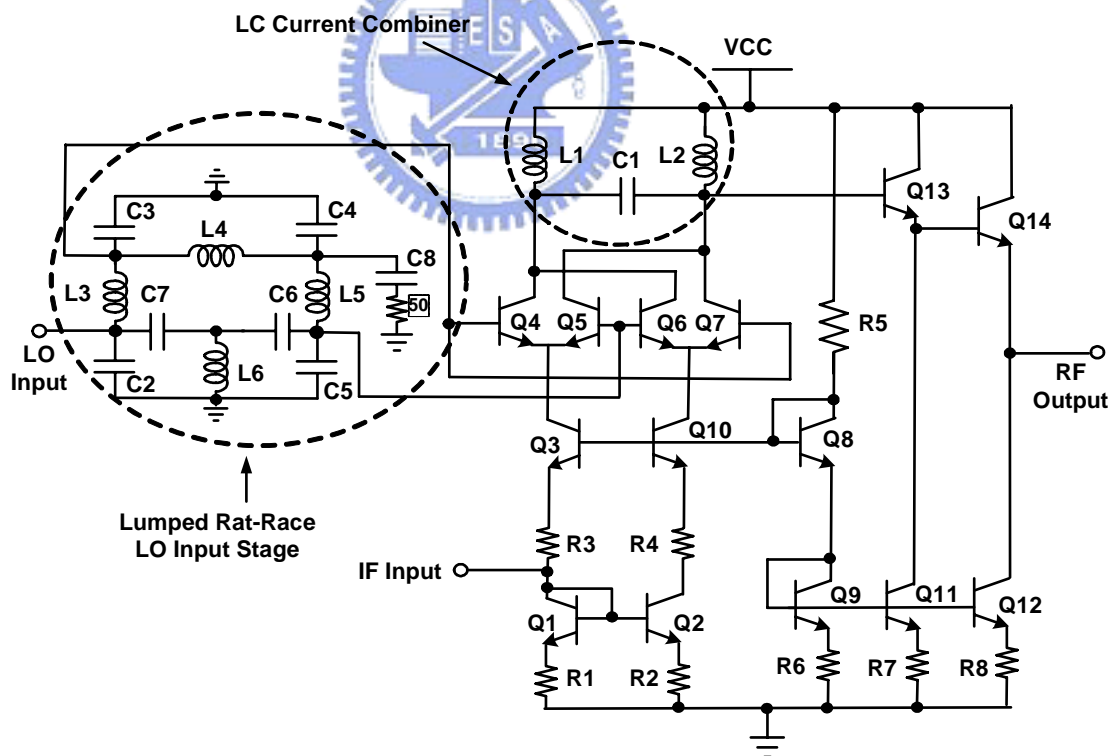 LC Current Combiner
E S A
1896
VCC
L1
C1
L2
Q13
Q14
C3
C4
L4
C8
L3
C7
C6
L5
50
Q4
Q5
Q6
Q7
R5
LO
Input
C2
L6
C5
RF
Output
Q3
Q10
Q8
Lumped Rat-Race
LO Input Stage
R3
R4
IF Input
Q1
Q2
Q9
Q11
Q12
R1
R2
R6
R7
R8